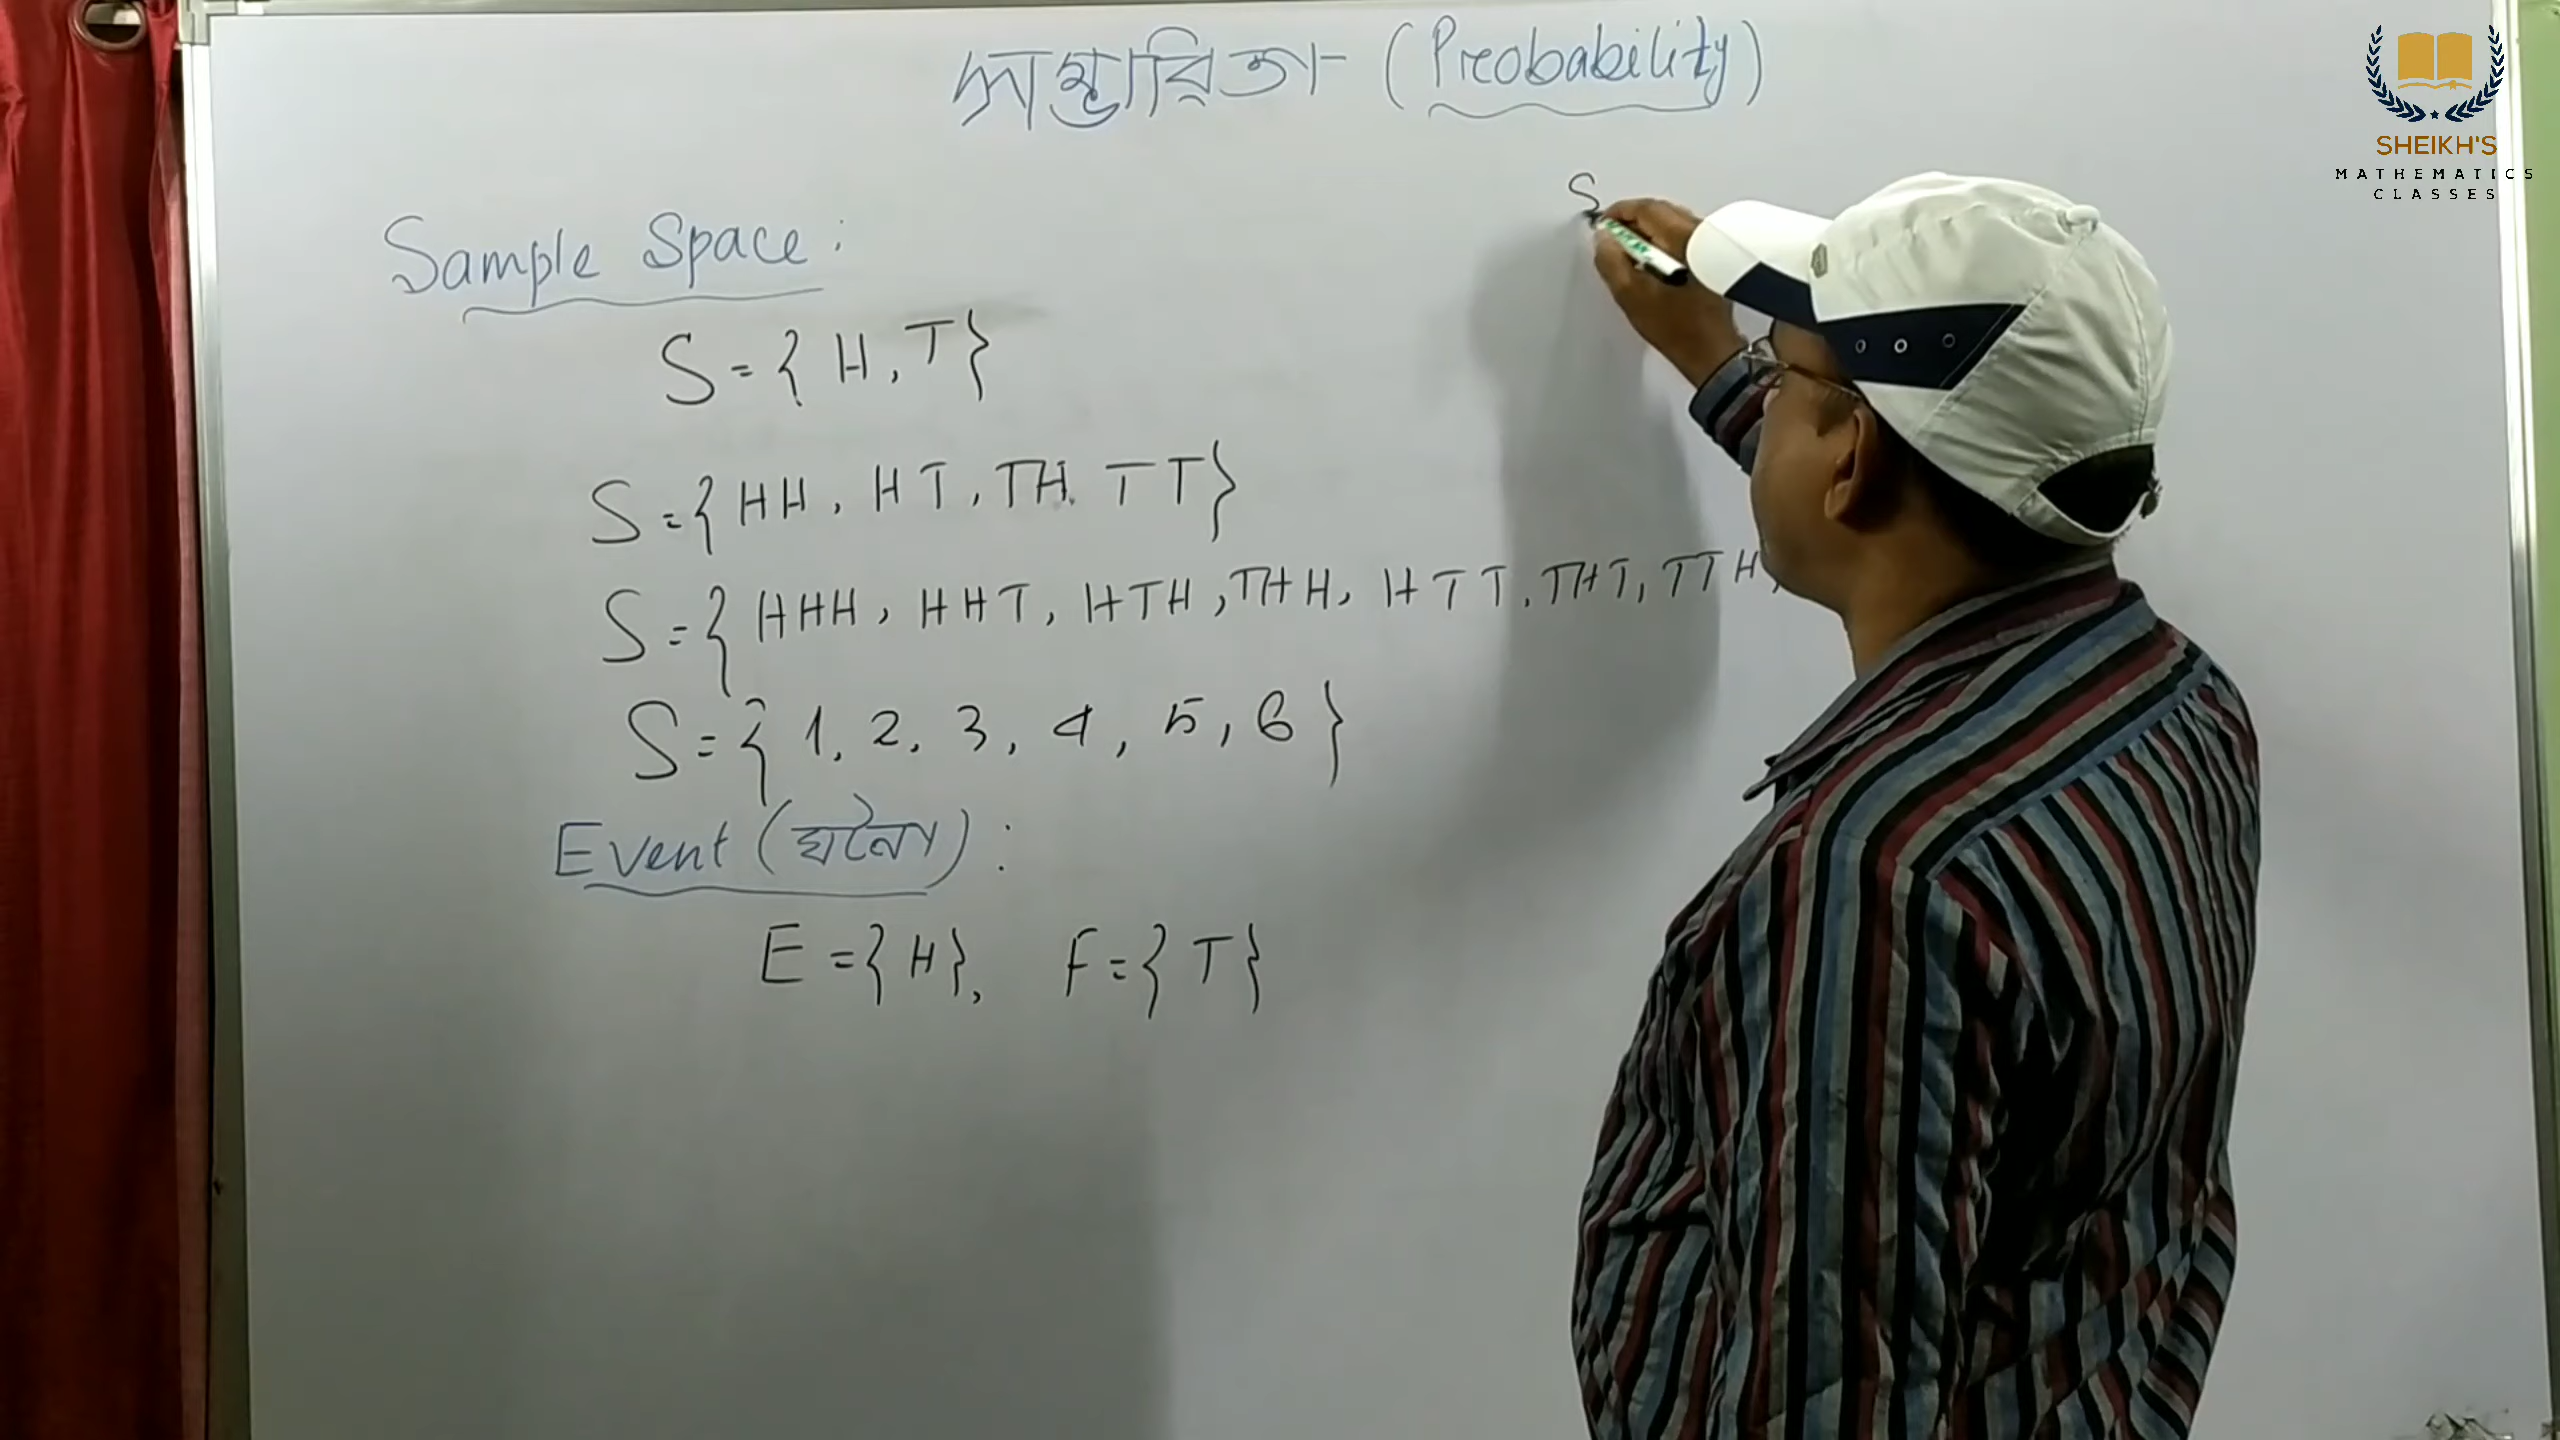 সম্ভাবিতা (Probability)
SHEIKH'S
MATHEMATICS
CLASSES
S
Sample Space :
S = { H, T }
S = { HH, HT, TH, TT }
S = { HHH, HHT, HTH, THH, HTT, THT, TTH,
S = { 1, 2, 3, 4, 5, 6 }
Event (ঘটনা) :
E = { H }, F = { T }